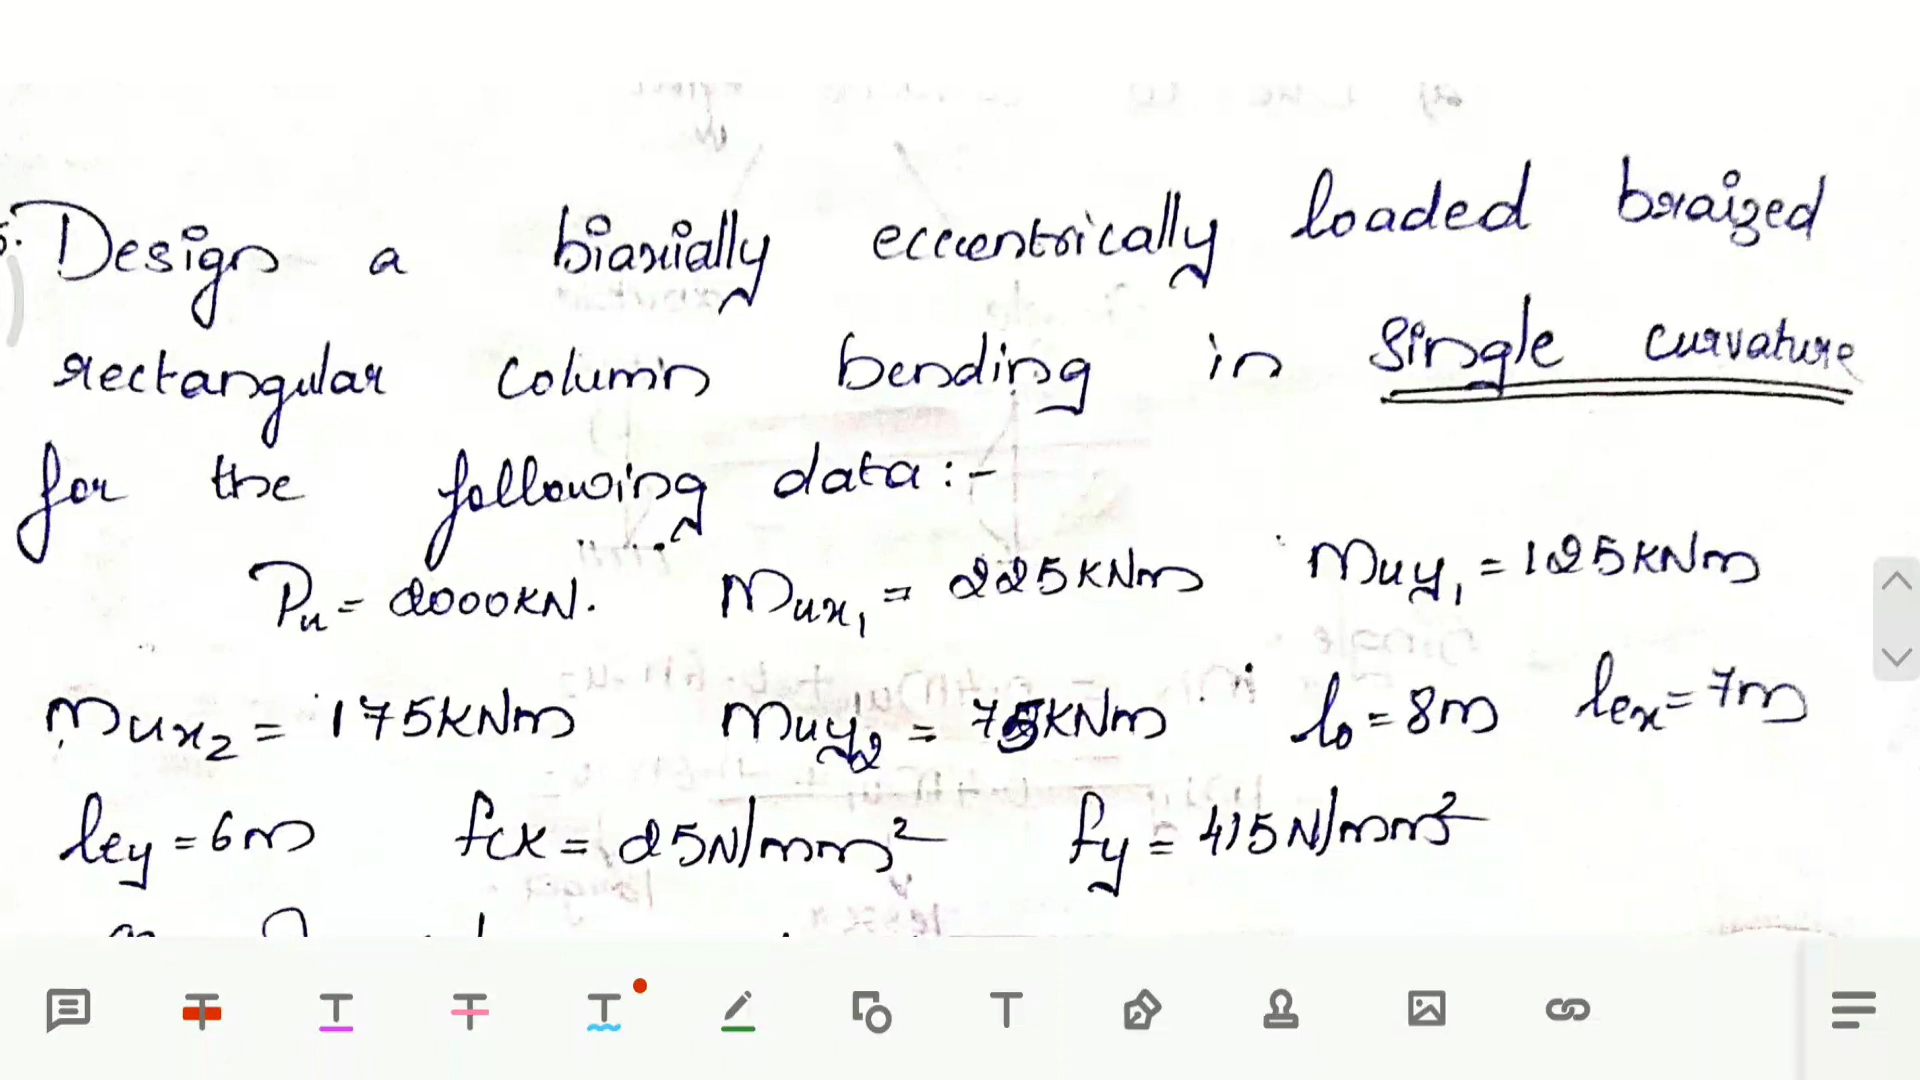 5. Design a biaxially eccentrically loaded braized
rectangular column bending in single curvature
for the following data:-
Pu = 2000KN. Mux1 = 225KNm Muy1 = 125KNm
Mux2 = 175KNm Muy2 = 75KNm lo = 8m lex = 7m
ley = 6m fck = 25N/mm² fy = 415N/mm²